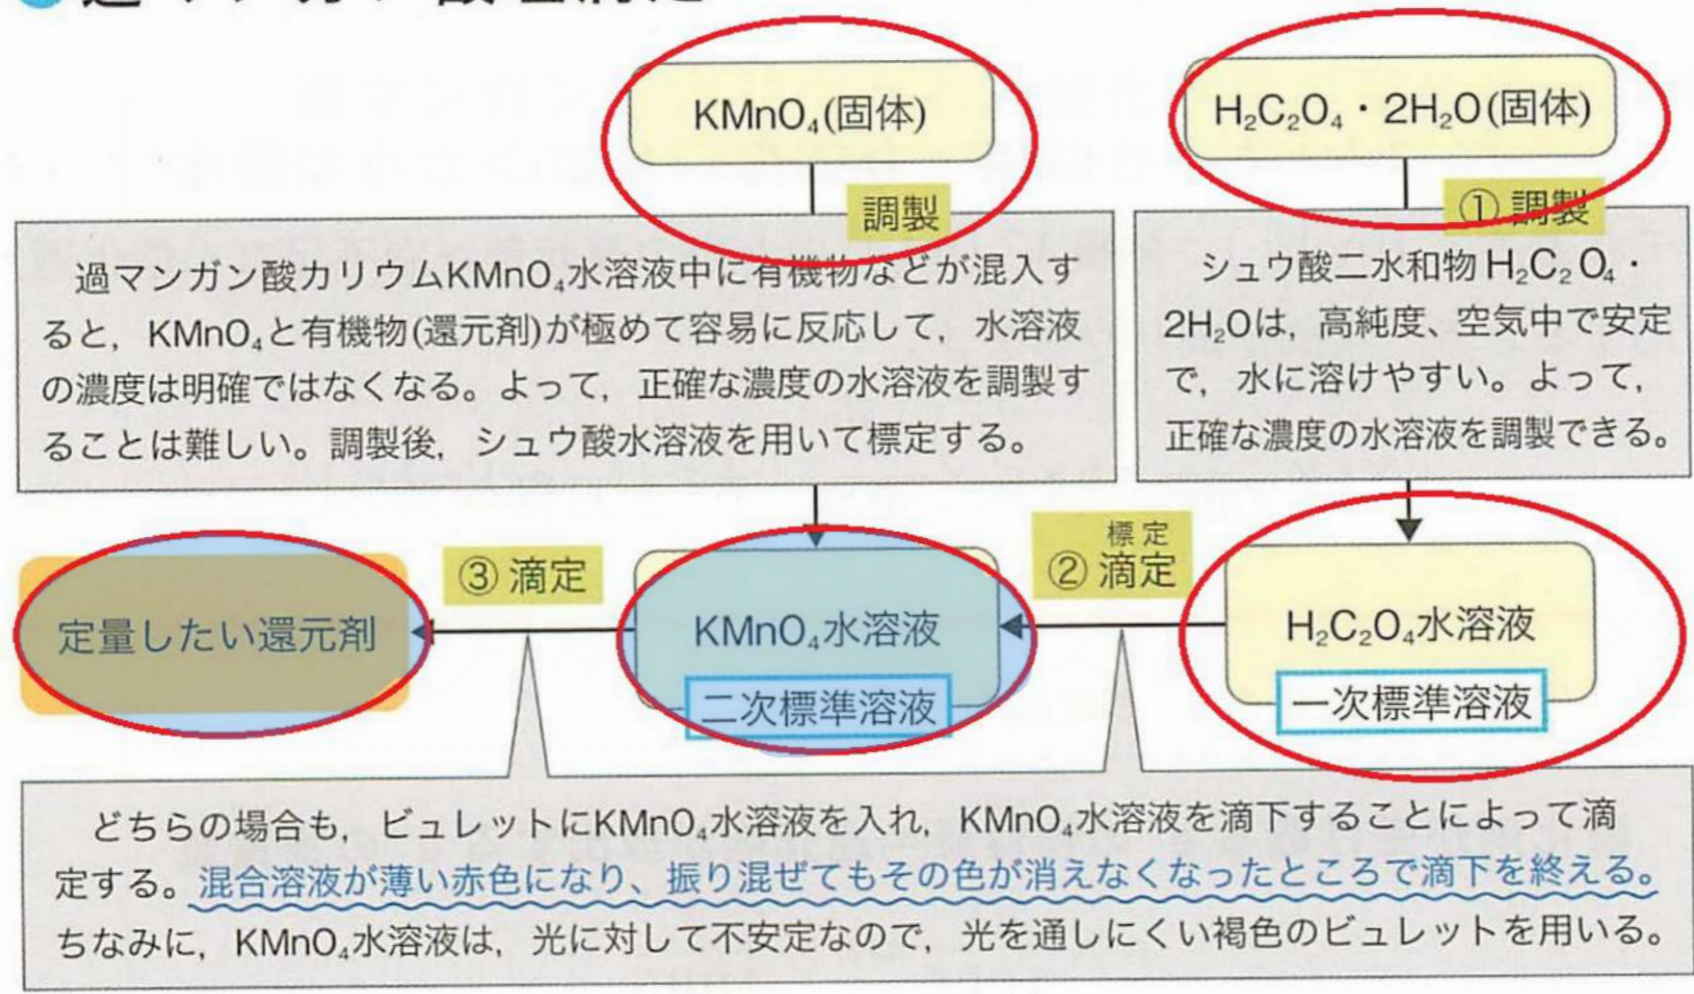 KMnO₄(固体)
H₂C₂O₄・2H₂O(固体)
調製
① 調製
過マンガン酸カリウムKMnO₄水溶液中に有機物などが混入す
ると，KMnO₄と有機物(還元剤)が極めて容易に反応して，水溶液
の濃度は明確ではなくなる。よって，正確な濃度の水溶液を調製す
ることは難しい。調製後，シュウ酸水溶液を用いて標定する。
シュウ酸二水和物 H₂C₂O₄・
2H₂Oは，高純度、空気中で安定
で，水に溶けやすい。よって，
正確な濃度の水溶液を調製できる。
定量したい還元剤
③ 滴定
KMnO₄水溶液
二次標準溶液
標定
② 滴定
H₂C₂O₄水溶液
一次標準溶液
どちらの場合も，ビュレットにKMnO₄水溶液を入れ，KMnO₄水溶液を滴下することによって滴
定する。混合溶液が薄い赤色になり、振り混ぜてもその色が消えなくなったところで滴下を終える。
ちなみに，KMnO₄水溶液は，光に対して不安定なので，光を通しにくい褐色のビュレットを用いる。